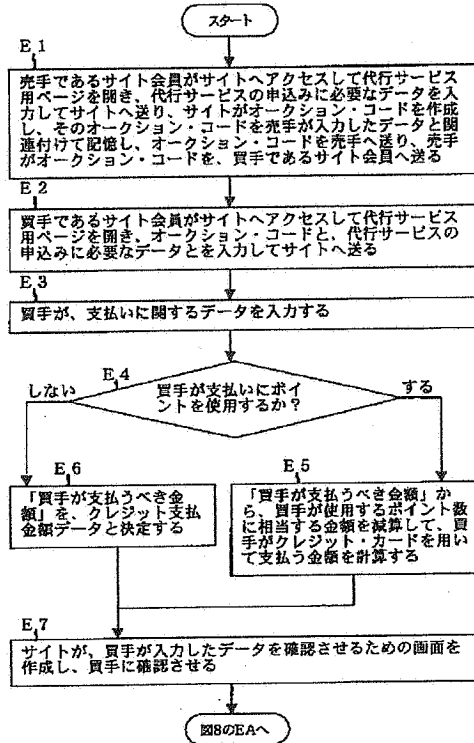 スタート
E1
売手であるサイト会員がサイトへアクセスして代行サービス
用ページを開き、代行サービスの申込みに必要なデータを入
力してサイトへ送り、サイトがオークション・コードを作成
し、そのオークション・コードを売手が入力したデータと関
連付けて記憶し、オークション・コードを売手へ送り、売手
がオークション・コードを、買手であるサイト会員へ送る
E2
買手であるサイト会員がサイトへアクセスして代行サービス
用ページを開き、オークション・コードと、代行サービスの
申込みに必要なデータとを入力してサイトへ送る
E3
買手が、支払いに関するデータを入力する
E4
しない
買手が支払いにポイ
ントを使用するか?
する
E6
「買手が支払うべき金
額」を、クレジット支払
金額データと決定する
E5
「買手が支払うべき金額」か
ら、買手が使用するポイント数
に相当する金額を減算して、買
手がクレジット・カードを用い
て支払う金額を計算する
E7
サイトが、買手が入力したデータを確認させるための画面を
作成し、買手に確認させる
図8のEAへ